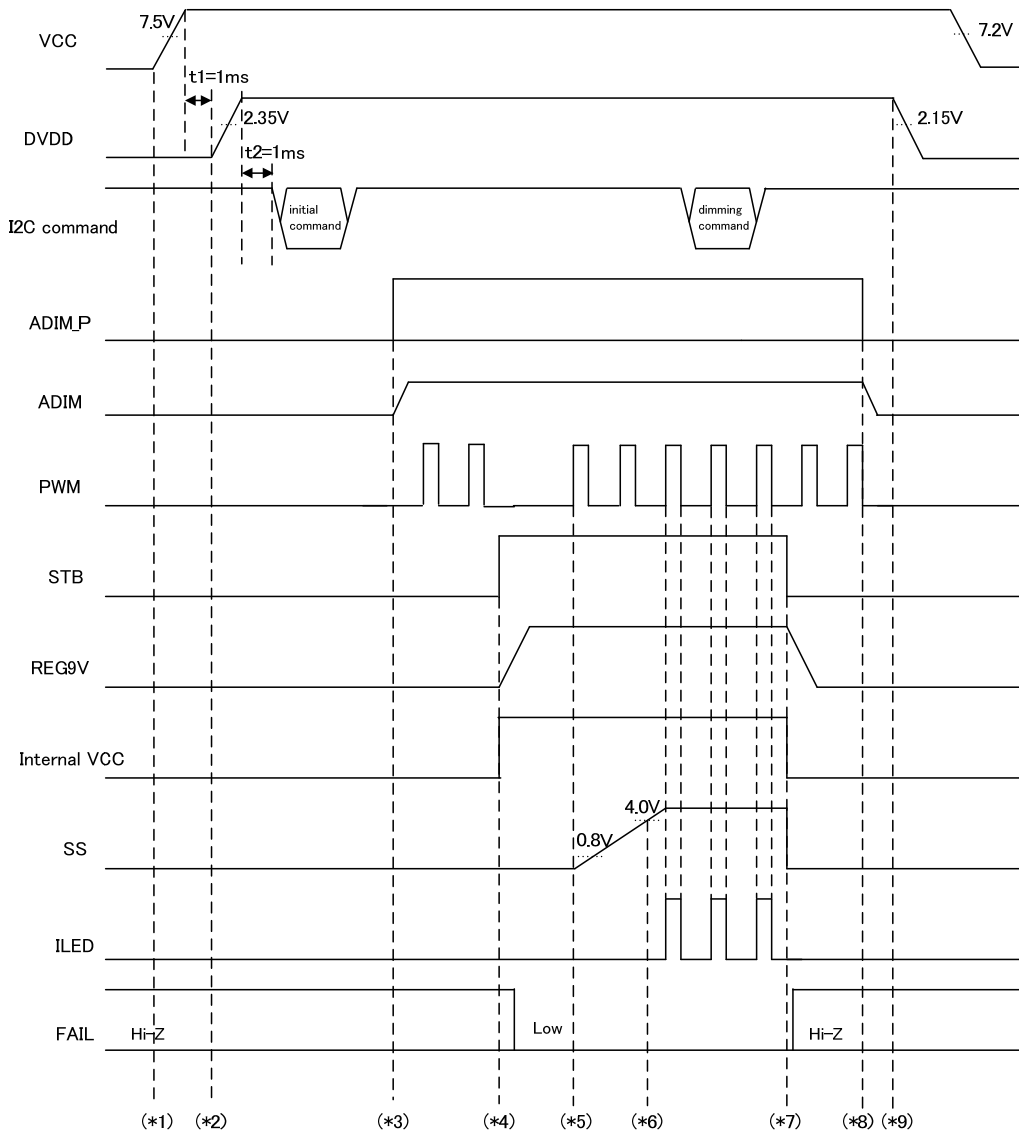 VCC
7.5V
7.2V
t1=1ms
DVDD
2.35V
2.15V
t2=1ms
I2C command
initial
command
dimming
command
ADIM_P
ADIM
PWM
STB
REG9V
Internal VCC
SS
0.8V
4.0V
ILED
FAIL
Hi-Z
Low
Hi-Z
(*1)
(*2)
(*3)
(*4)
(*5)
(*6)
(*7)
(*8)
(*9)